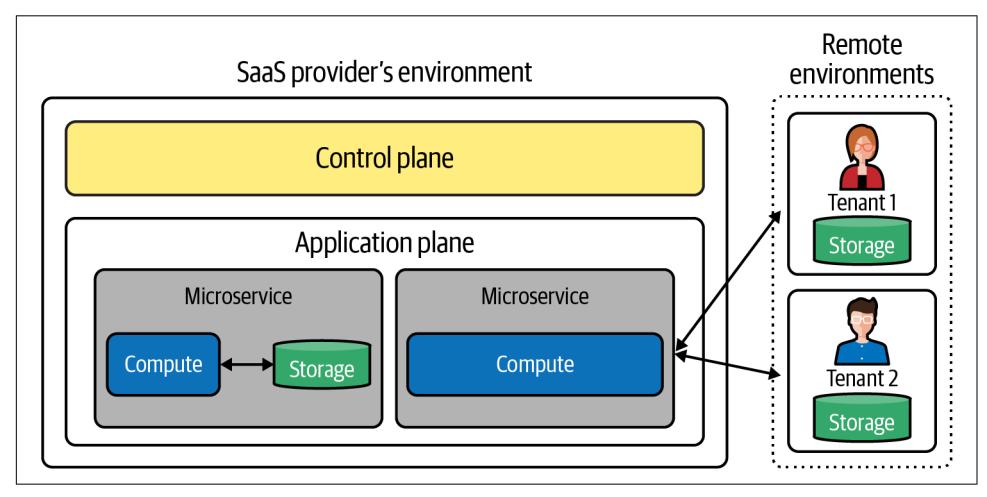 SaaS provider's environment
Control plane
Application plane
Microservice
Compute
Storage
Microservice
Compute
Remote
environments
Tenant 1
Storage
Tenant 2
Storage